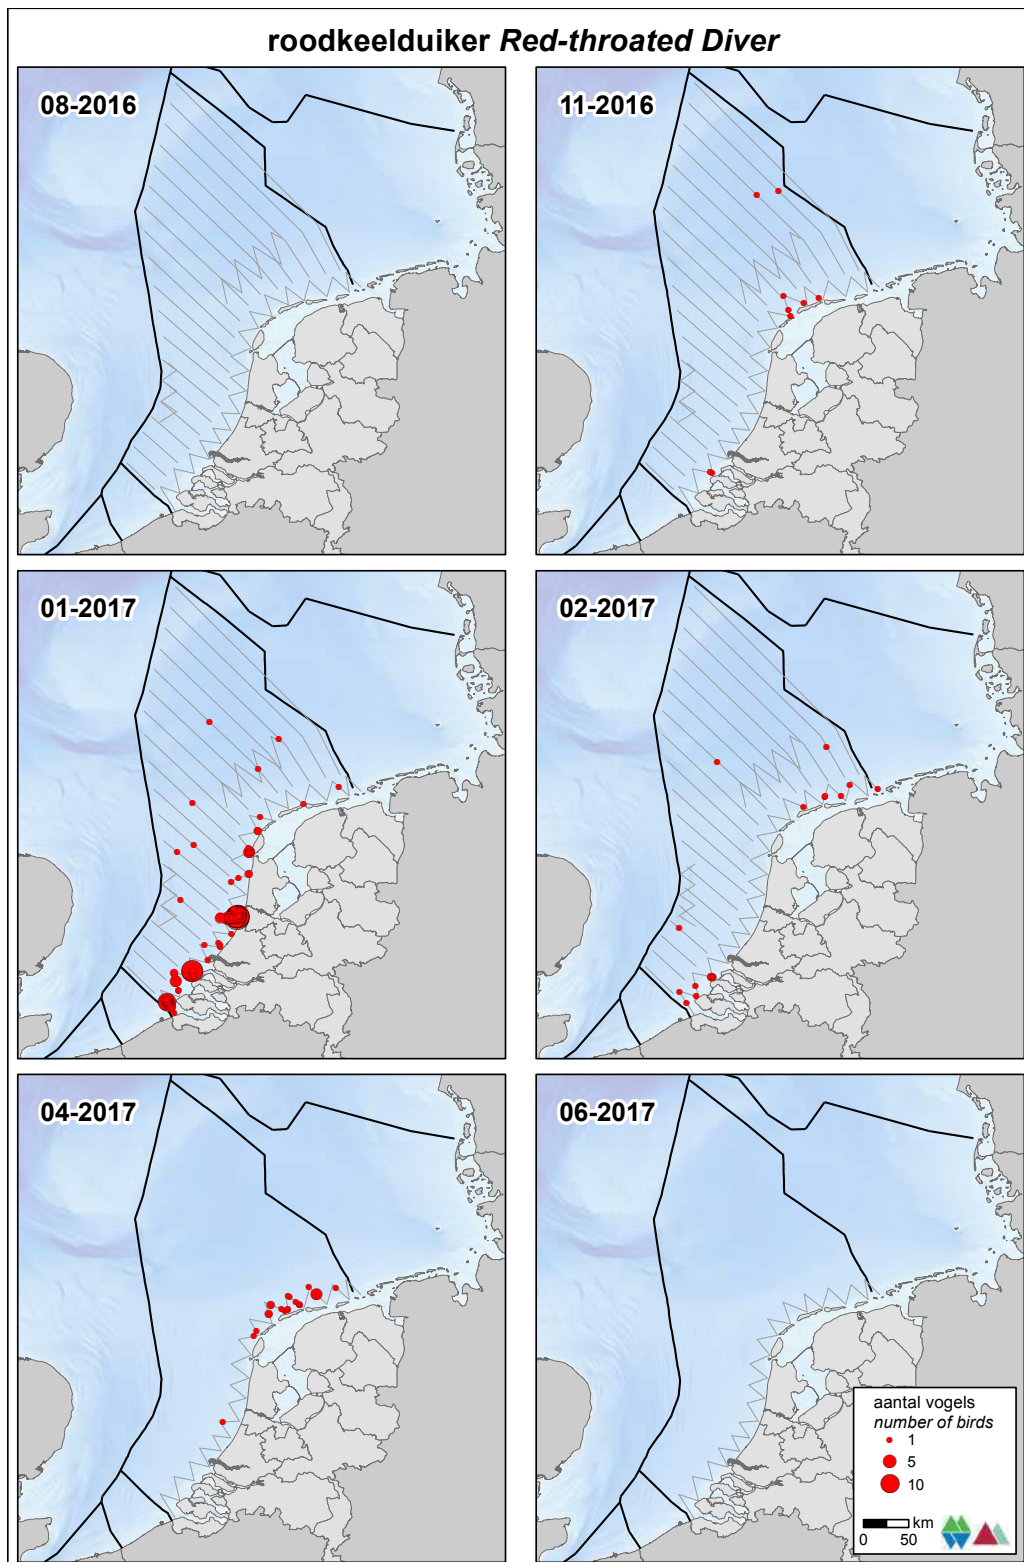 roodkeelduiker Red-throated Diver
08-2016
11-2016
01-2017
02-2017
04-2017
06-2017
aantal vogels
number of birds
1
5
10
km
0 50